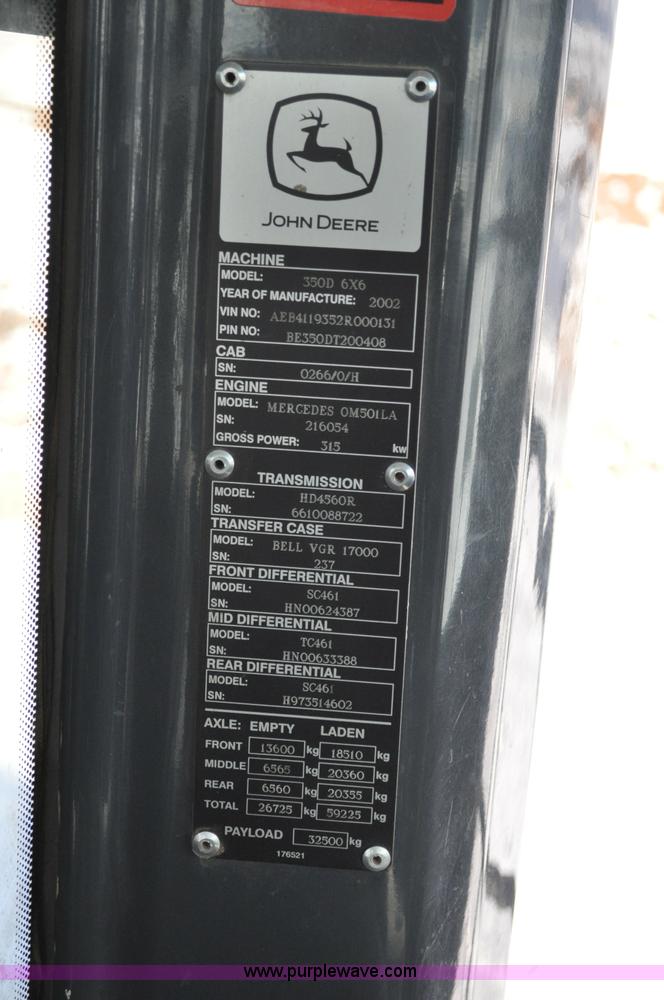 JOHN DEERE
MACHINE
MODEL: 350D 6X6
YEAR OF MANUFACTURE: 2002
VIN NO: AEB4119352R000131
PIN NO: BE350DT200408
CAB
SN: 0266/0/H
ENGINE
MODEL: MERCEDES OM501LA
SN: 216054
GROSS POWER: 315 kw
TRANSMISSION
MODEL: HD4560R
SN: 6610088722
TRANSFER CASE
MODEL: BELL VGR 17000
SN: 237
FRONT DIFFERENTIAL
MODEL: SC461
SN: HN00624387
MID DIFFERENTIAL
MODEL: TC461
SN: HN00633388
REAR DIFFERENTIAL
MODEL: SC461
SN: H973514602
AXLE: EMPTY LADEN
FRONT 13600 kg 18510 kg
MIDDLE 6565 kg 20360 kg
REAR 6560 kg 20355 kg
TOTAL 26725 kg 59225 kg
PAYLOAD 32500 kg
176521
www.purplewave.com